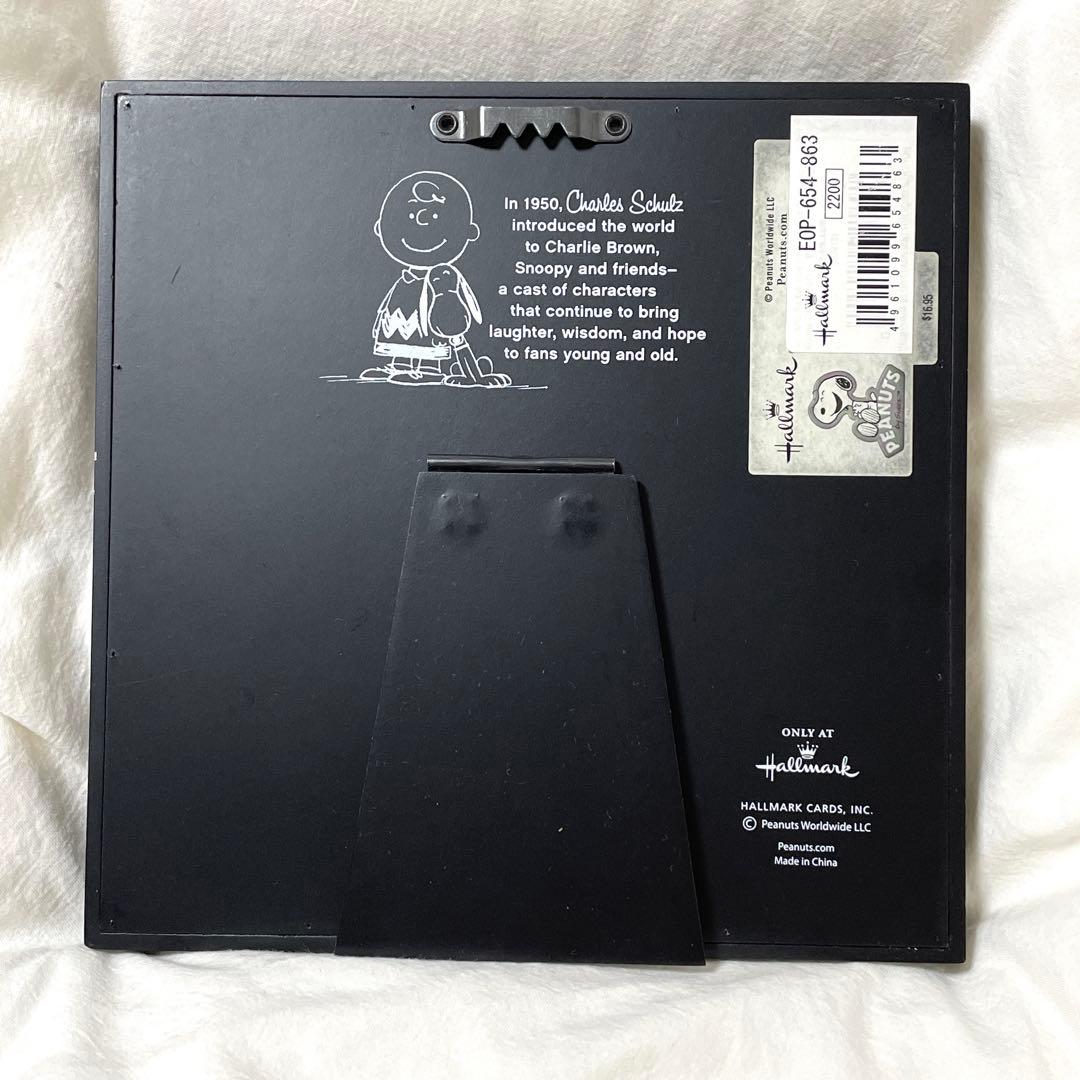 In 1950, Charles Schulz
introduced the world
to Charlie Brown,
Snoopy and friends—
a cast of characters
that continue to bring
laughter, wisdom, and hope
to fans young and old.
© Peanuts Worldwide LLC
Peanuts.com
Hallmark
PEANUTS
$16.95
EOP-654-863
2200
Hallmark
4961099654863
ONLY AT
Hallmark
HALLMARK CARDS, INC.
© Peanuts Worldwide LLC
Peanuts.com
Made in China